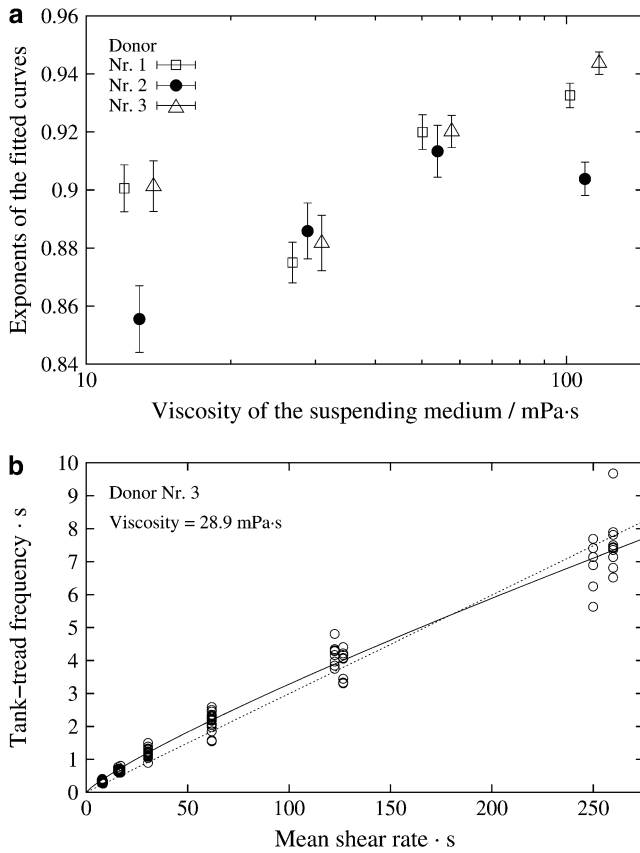 a
0.96
0.94
0.92
0.9
0.88
0.86
0.84
Exponents of the fitted curves
Donor
Nr. 1
Nr. 2
Nr. 3
10
100
Viscosity of the suspending medium / mPa·s
b
10
9
8
7
6
5
4
3
2
1
0
Tank−tread frequency · s
Donor Nr. 3
Viscosity = 28.9 mPa·s
0
50
100
150
200
250
Mean shear rate · s